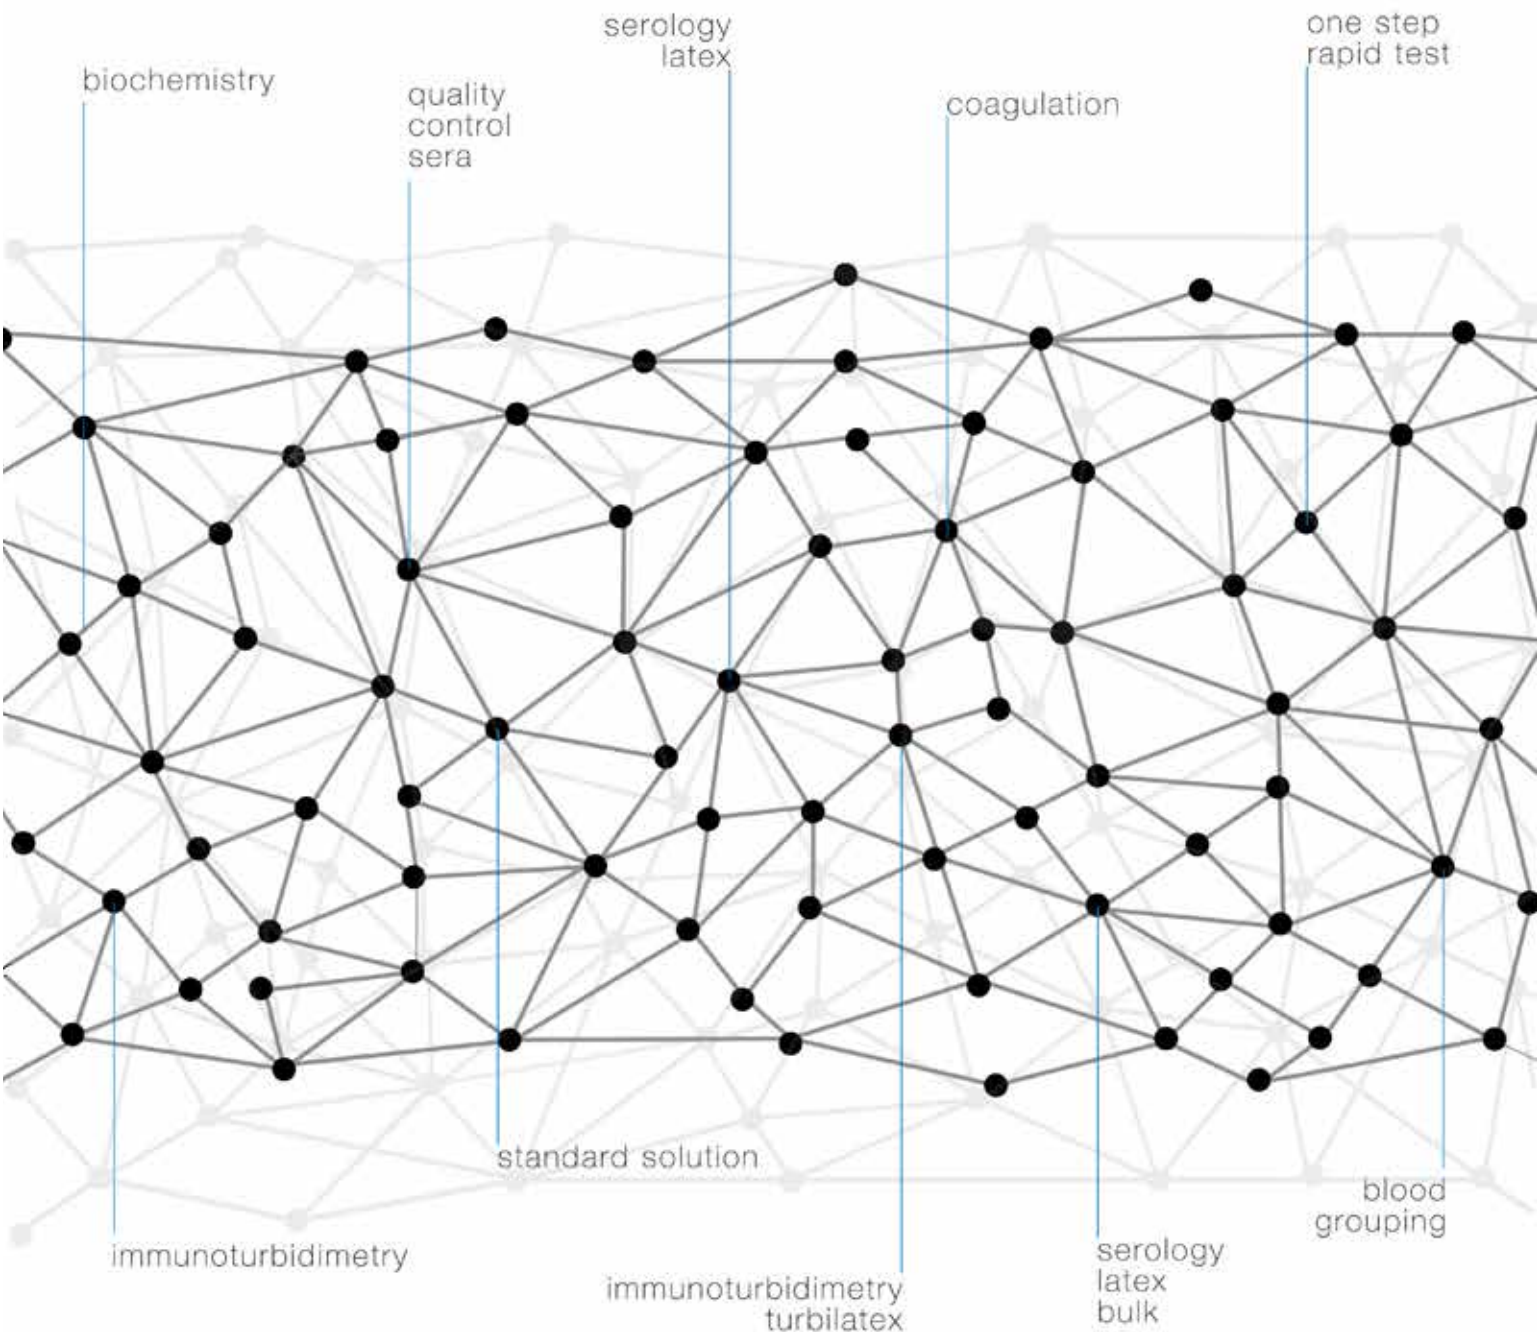 serology
latex
one step
rapid test
biochemistry
quality
control
sera
coagulation
standard solution
blood
grouping
immunoturbidimetry
serology
latex
bulk
immunoturbidimetry
turbilatex